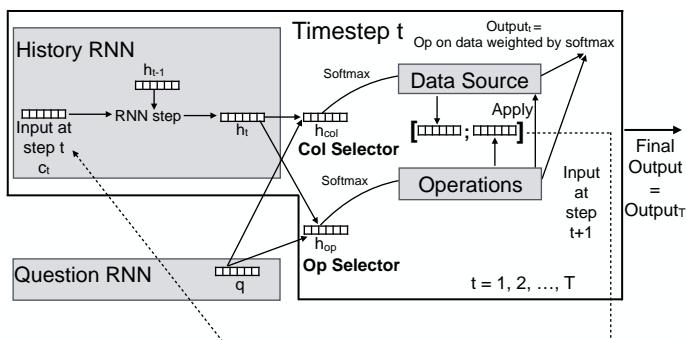 History RNN
Timestep t
Output_t =
Op on data weighted by softmax
h_t-1
Softmax
Data Source
RNN step
Apply
Input at
step t
c_t
h_t
h_col
Col Selector
[ ; ]
Final
Output
=
Output_T
Softmax
Operations
Input
at
step
t+1
h_op
Op Selector
Question RNN
q
t = 1, 2, …, T